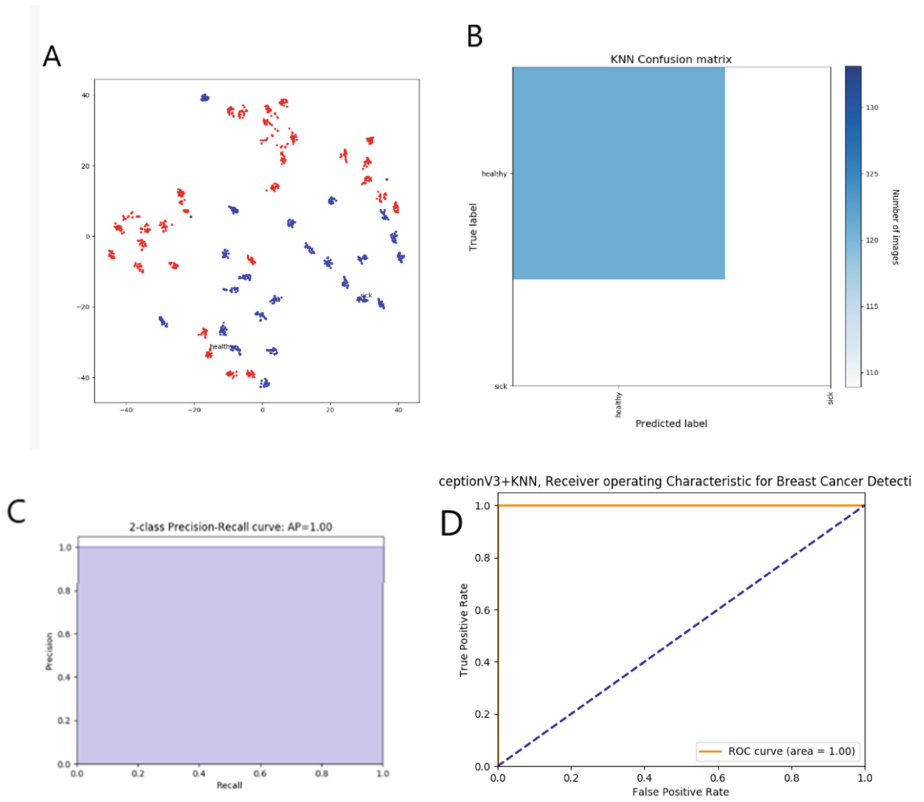 A
40
20
0
−20
−40
−40
−20
0
20
40
sick
healthy
B
KNN Confusion matrix
True label
healthy
sick
healthy
sick
Predicted label
130
125
120
115
110
Number of images
C
2-class Precision-Recall curve: AP=1.00
Precision
1.0
0.8
0.6
0.4
0.2
0.0
0.0
0.2
0.4
0.6
0.8
1.0
Recall
ceptionV3+KNN, Receiver operating Characteristic for Breast Cancer Detecti
D
True Positive Rate
1.0
0.8
0.6
0.4
0.2
0.0
0.0
0.2
0.4
0.6
0.8
1.0
False Positive Rate
ROC curve (area = 1.00)